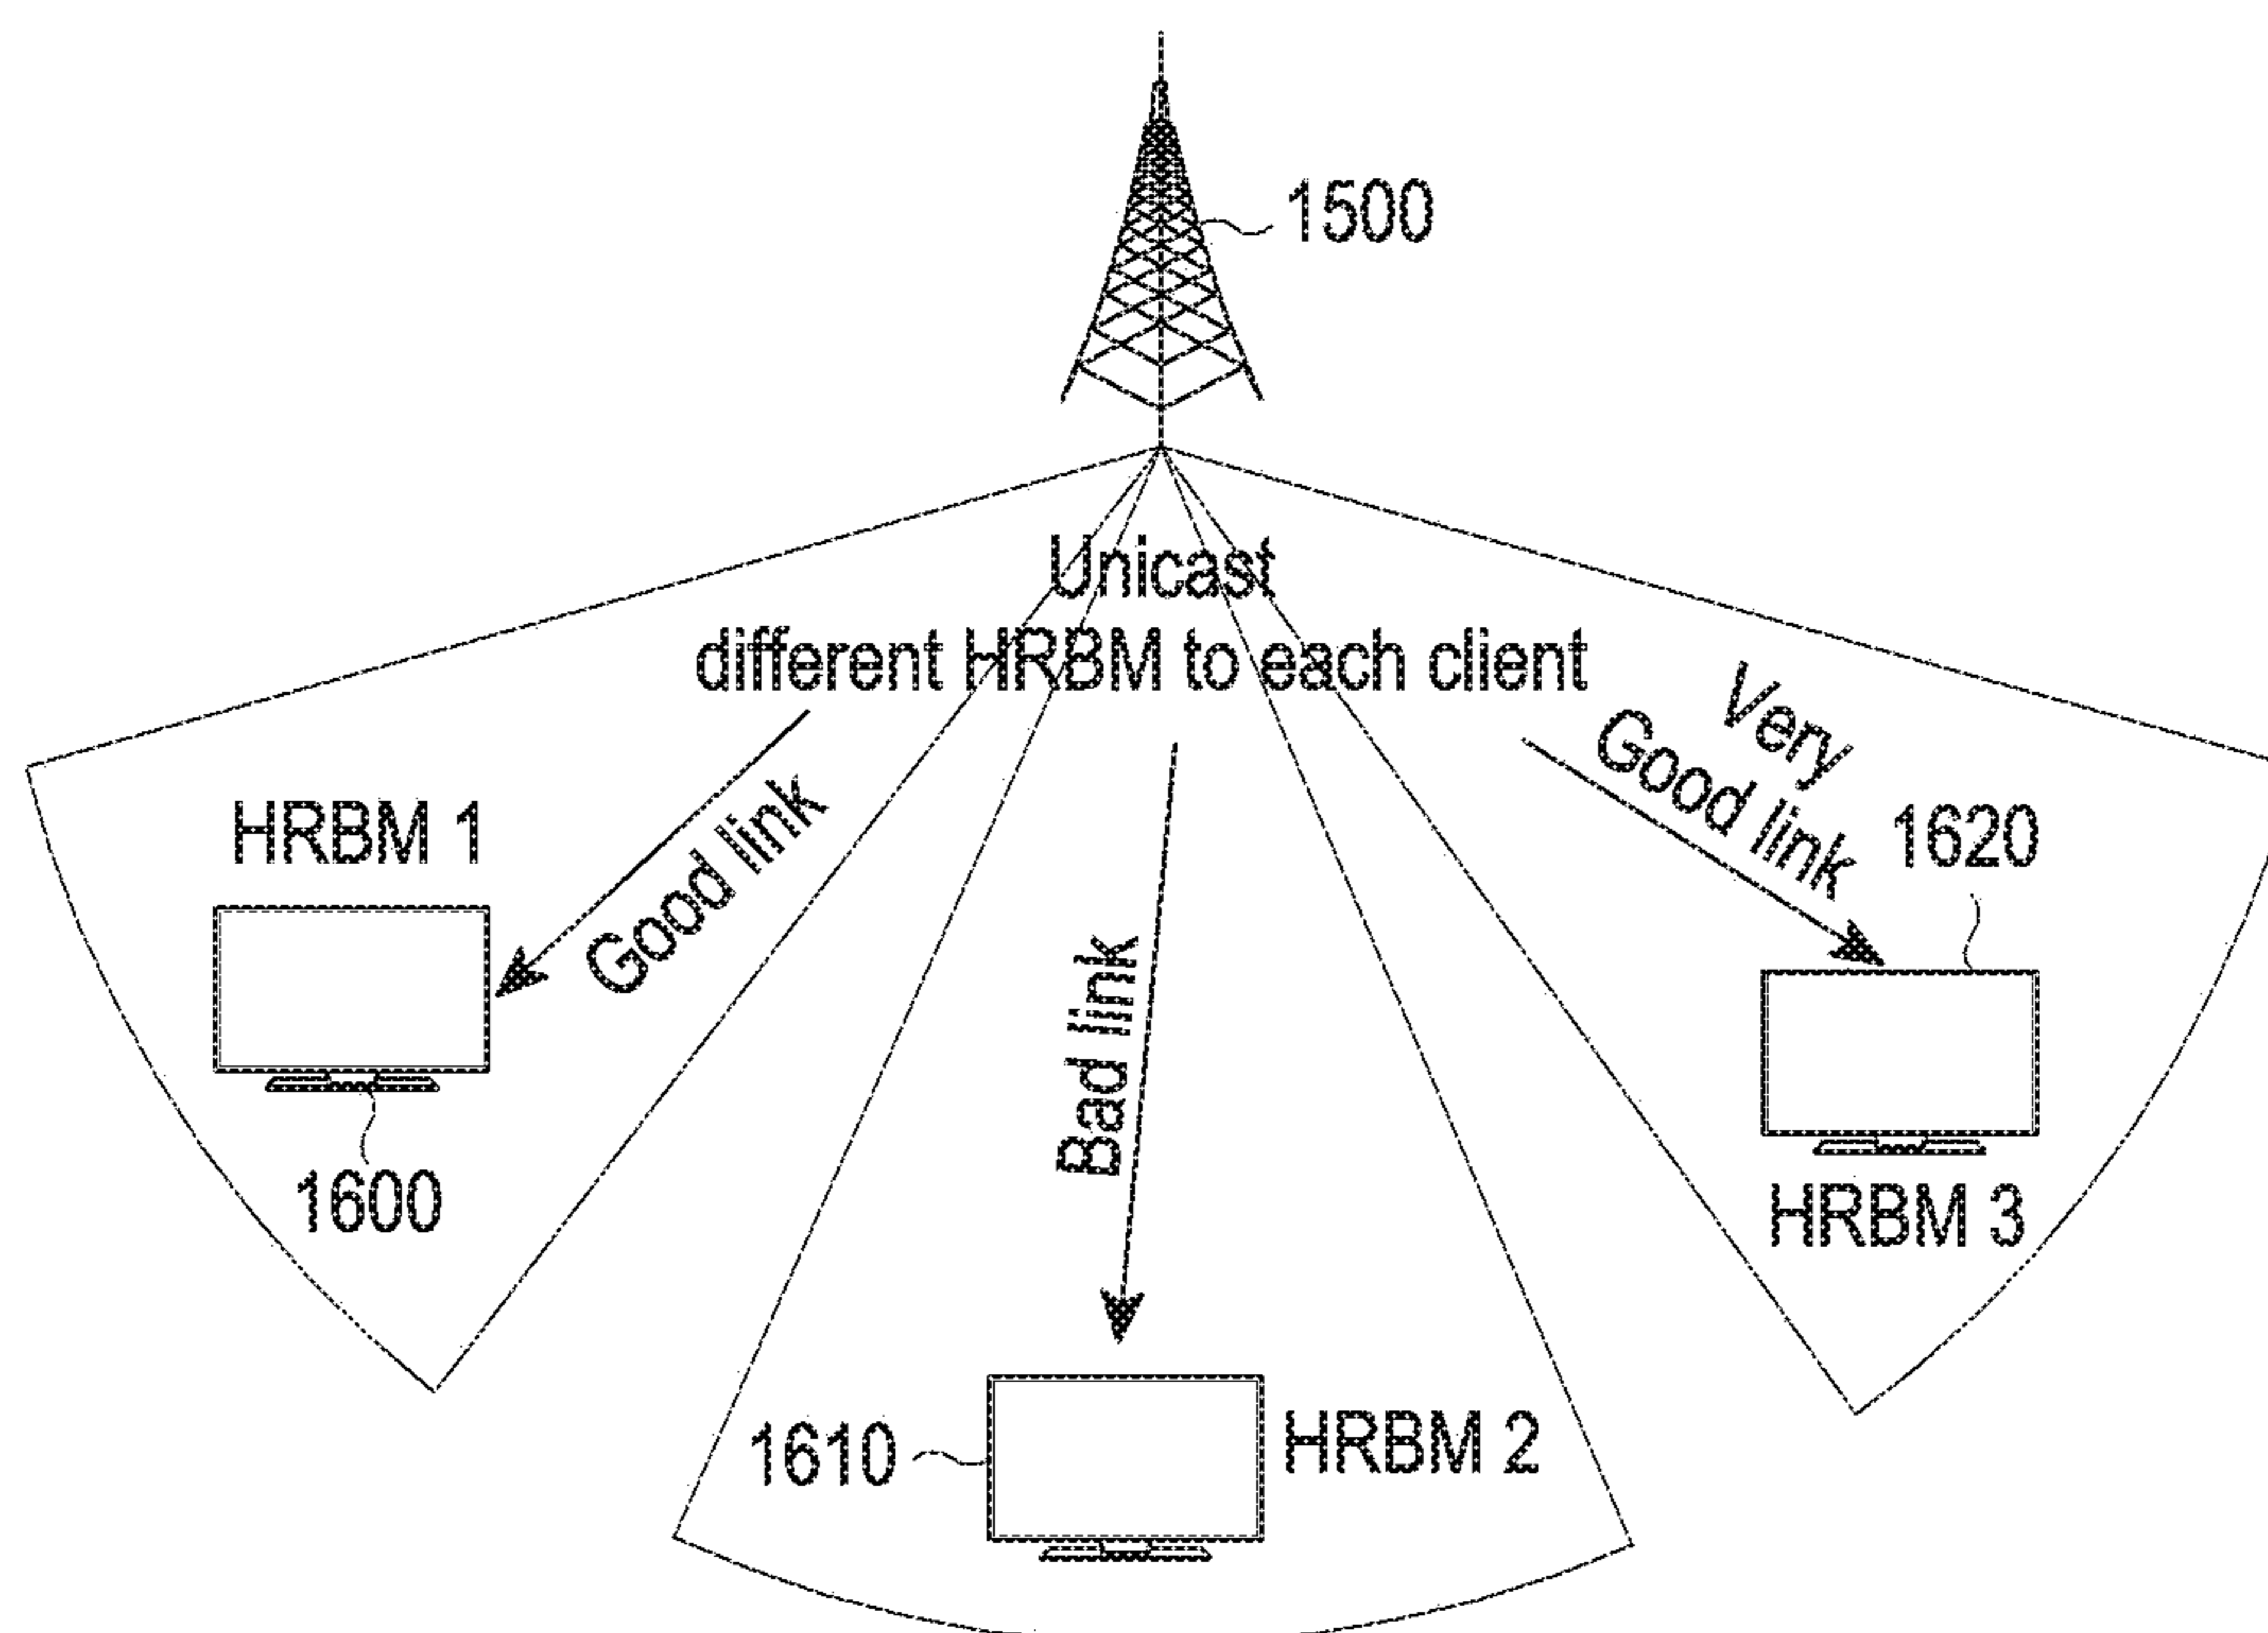 1500
Unicast
different HRBM to each client
Very
Good link
Good link
Bad link
HRBM 1
1600
1620
HRBM 3
1610
HRBM 2